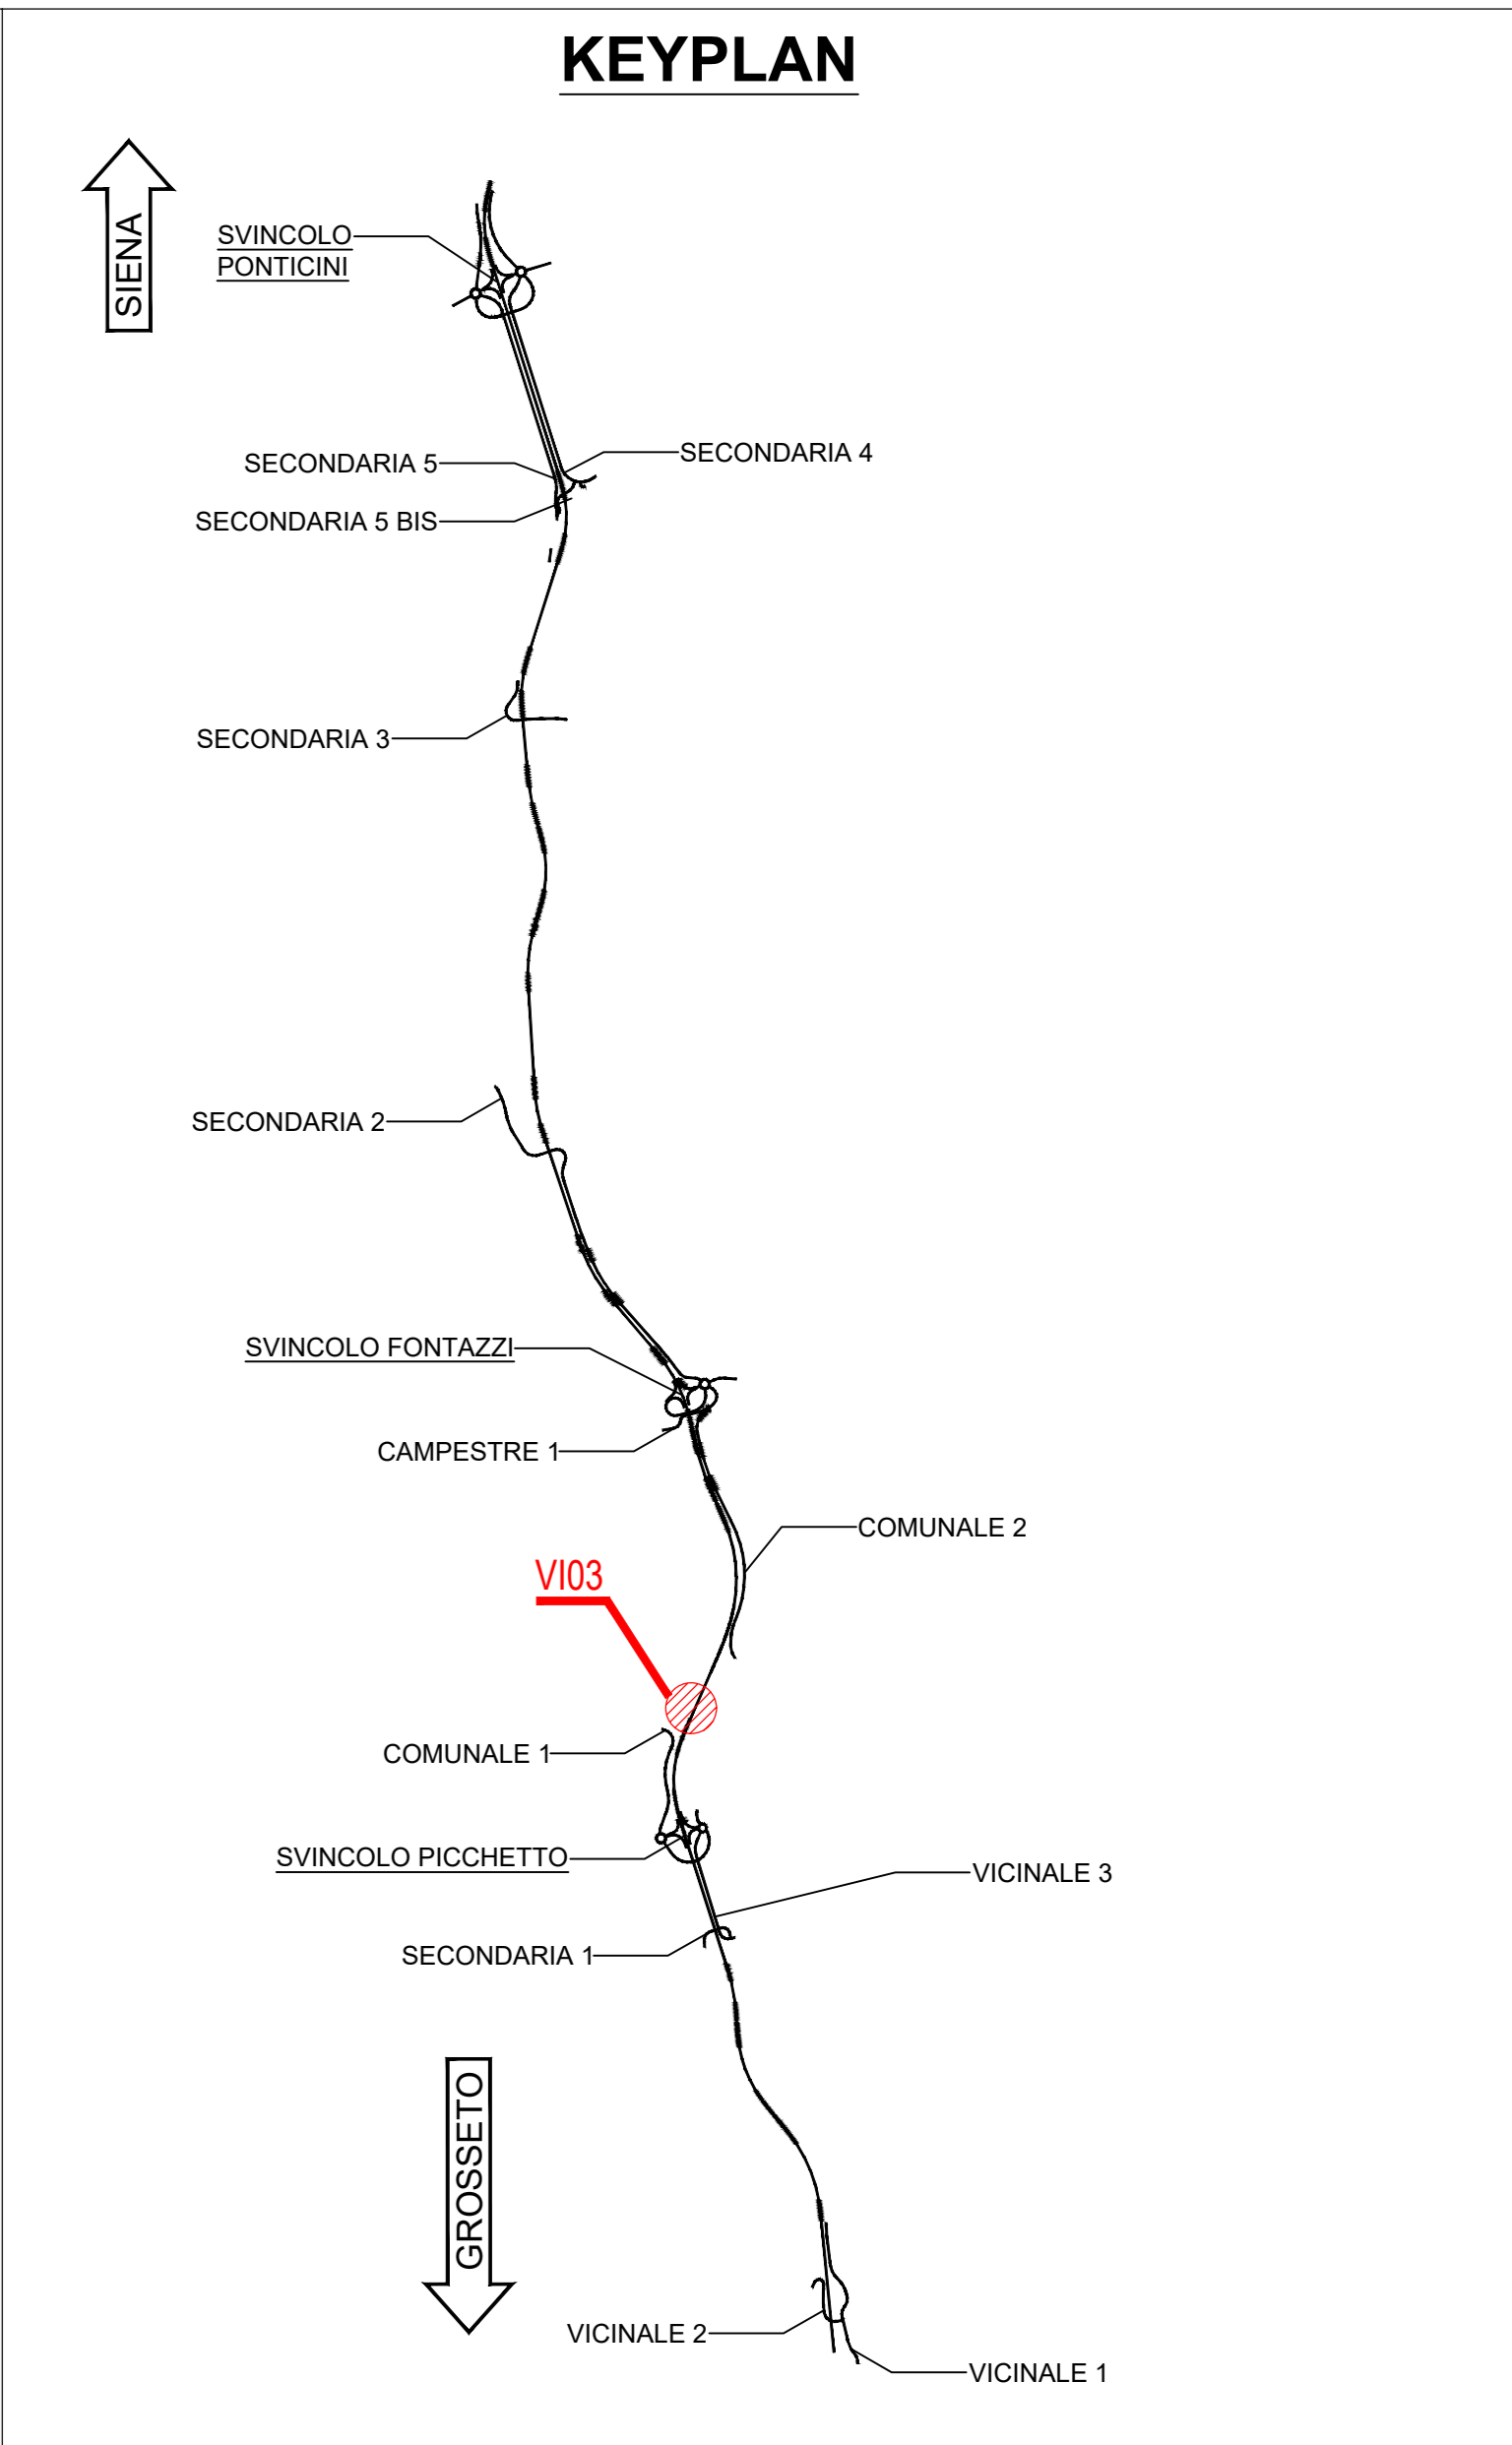 KEYPLAN
SIENA
SVINCOLO
PONTICINI
SECONDARIA 4
SECONDARIA 5
SECONDARIA 5 BIS
SECONDARIA 3
SECONDARIA 2
SVINCOLO FONTAZZI
CAMPESTRE 1
COMUNALE 2
VI03
COMUNALE 1
SVINCOLO PICCHETTO
VICINALE 3
SECONDARIA 1
GROSSETO
VICINALE 2
VICINALE 1